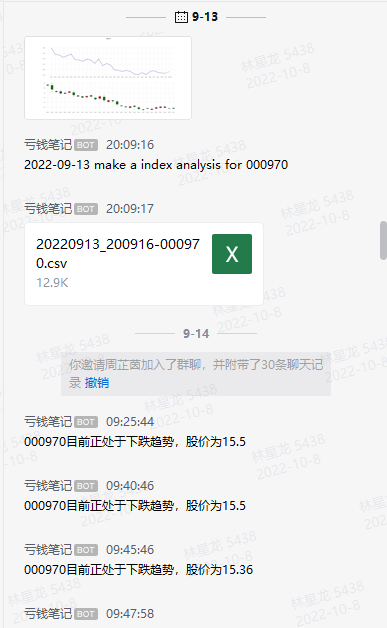 9-13
亏钱笔记 BOT 20:09:16
2022-09-13 make a index analysis for 000970
亏钱笔记 BOT 20:09:17
20220913_200916-00097
0.csv
X
12.9K
9-14
你邀请周芷茵加入了群聊，并附带了30条聊天记
录 撤销
亏钱笔记 BOT 09:25:44
000970目前正处于下跌趋势，股价为15.5
亏钱笔记 BOT 09:40:46
000970目前正处于下跌趋势，股价为15.5
亏钱笔记 BOT 09:45:46
000970目前正处于下跌趋势，股价为15.36
亏钱笔记 BOT 09:47:58
林星龙 5438
2022-10-8